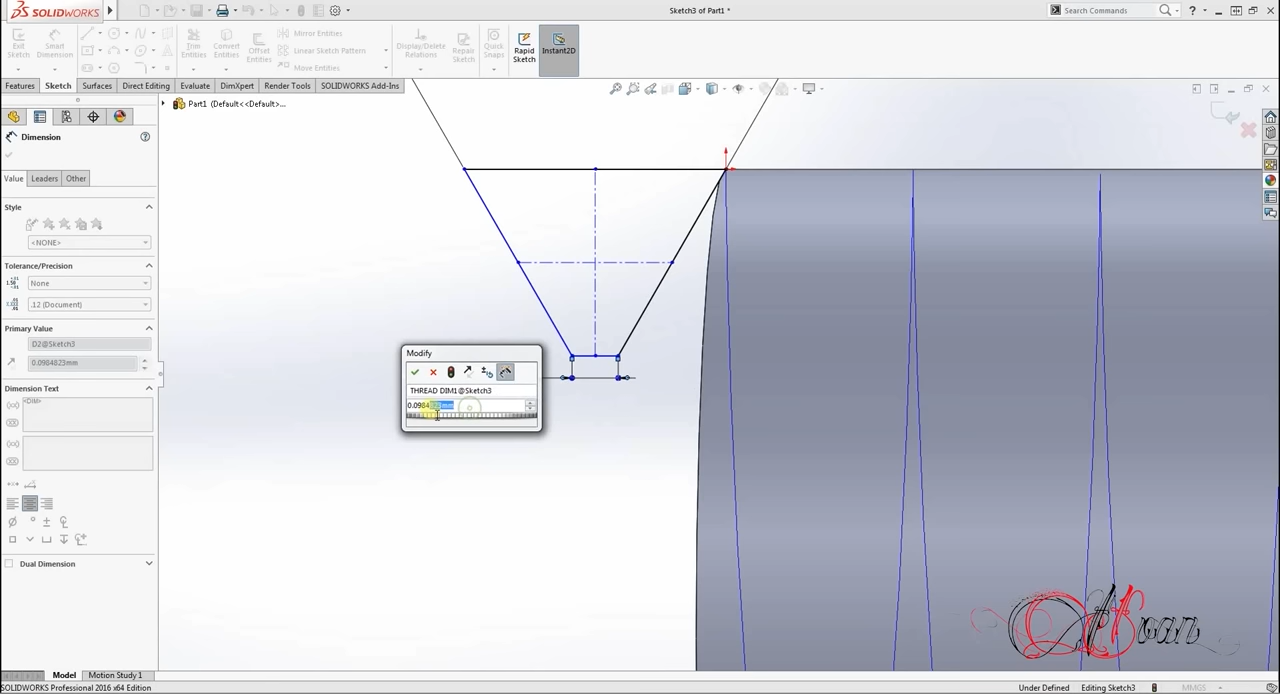 SOLIDWORKS
Sketch3 of Part1 *
Search Commands
Exit Sketch
Smart Dimension
Trim Entities
Convert Entities
Offset Entities
Mirror Entities
Linear Sketch Pattern
Move Entities
Display/Delete Relations
Repair Sketch
Quick Snaps
Rapid Sketch
Instant2D
Features
Sketch
Surfaces
Direct Editing
Evaluate
DimXpert
Render Tools
SOLIDWORKS Add-Ins
Part1 (Default<<Default>...
Dimension
Value
Leaders
Other
Style
<NONE>
Tolerance/Precision
None
.12 (Document)
Primary Value
D2@Sketch3
0.0984823mm
Dimension Text
<DIM>
Dual Dimension
Modify
THREAD DIM1@Sketch3
Model
Motion Study 1
SOLIDWORKS Professional 2016 x64 Edition
Under Defined
Editing Sketch3
MMGS